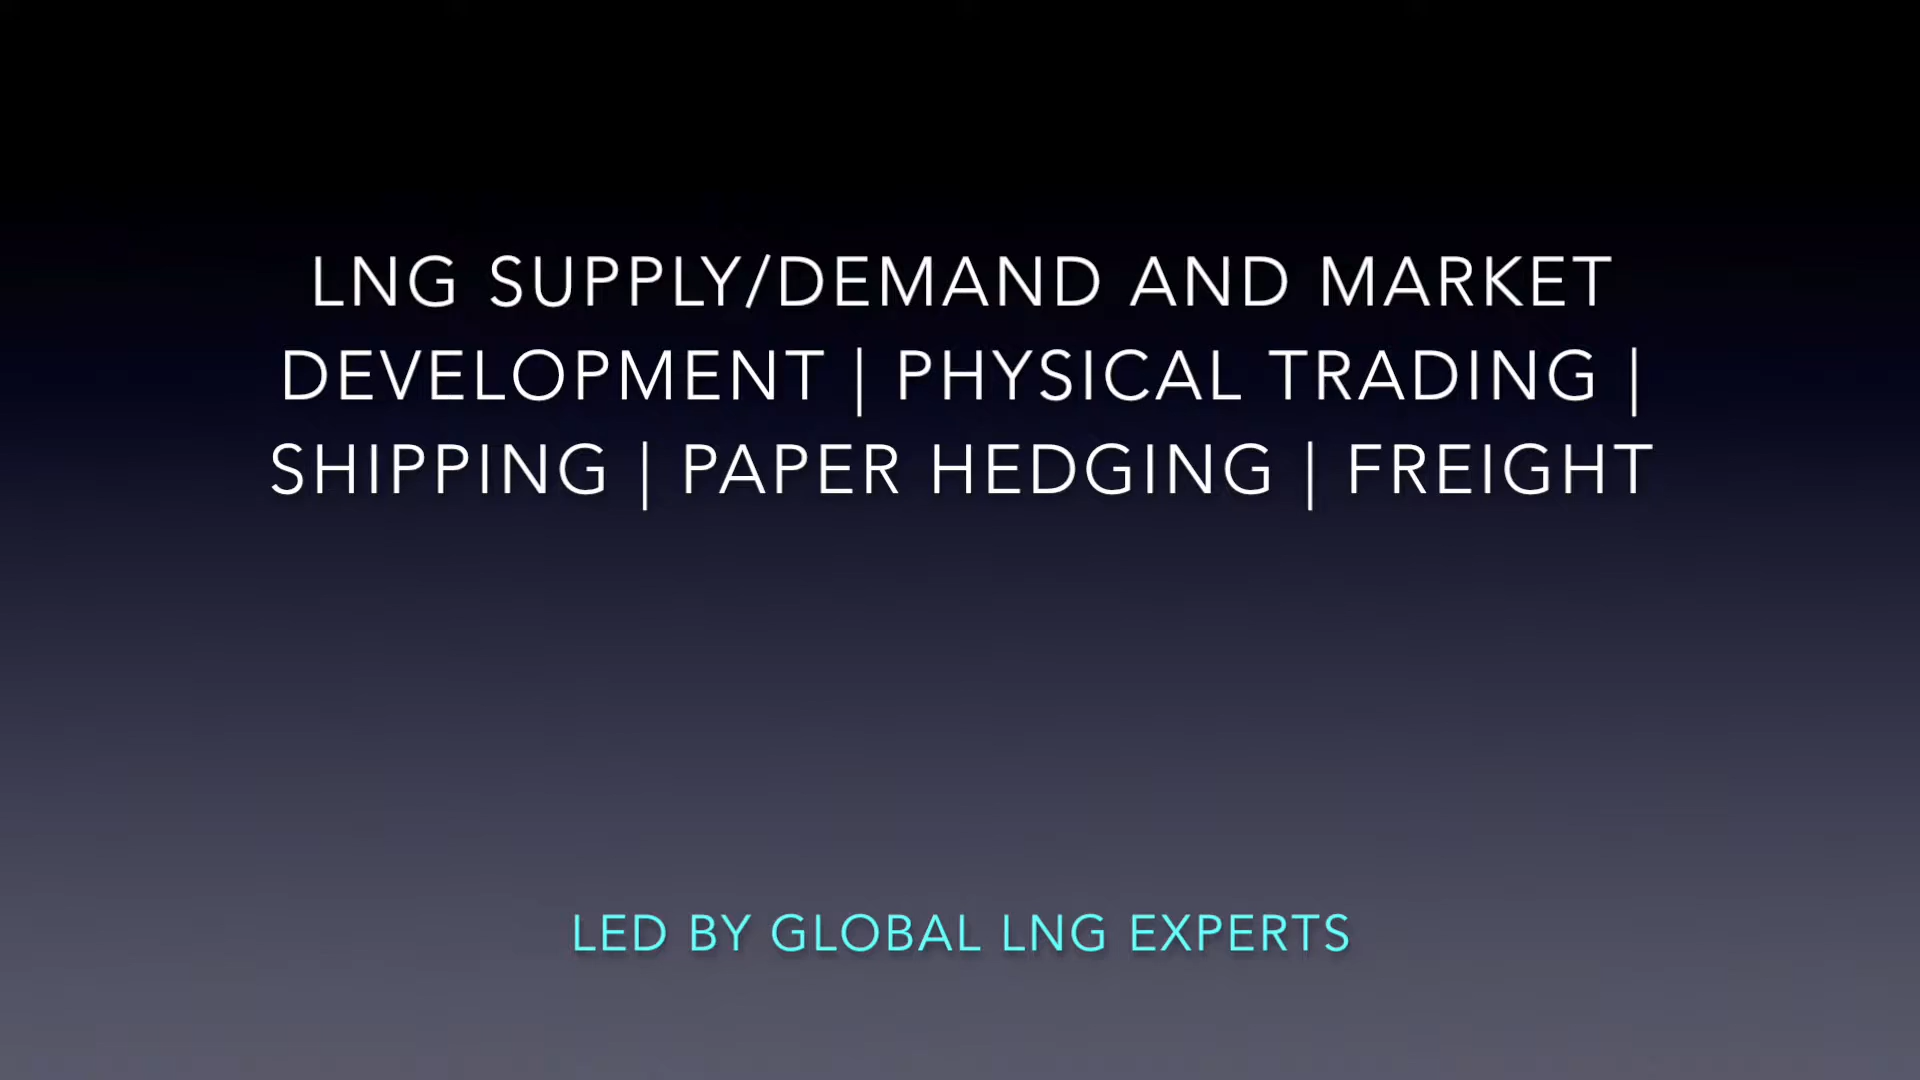 LNG SUPPLY/DEMAND AND MARKET
DEVELOPMENT | PHYSICAL TRADING |
SHIPPING | PAPER HEDGING | FREIGHT
LED BY GLOBAL LNG EXPERTS